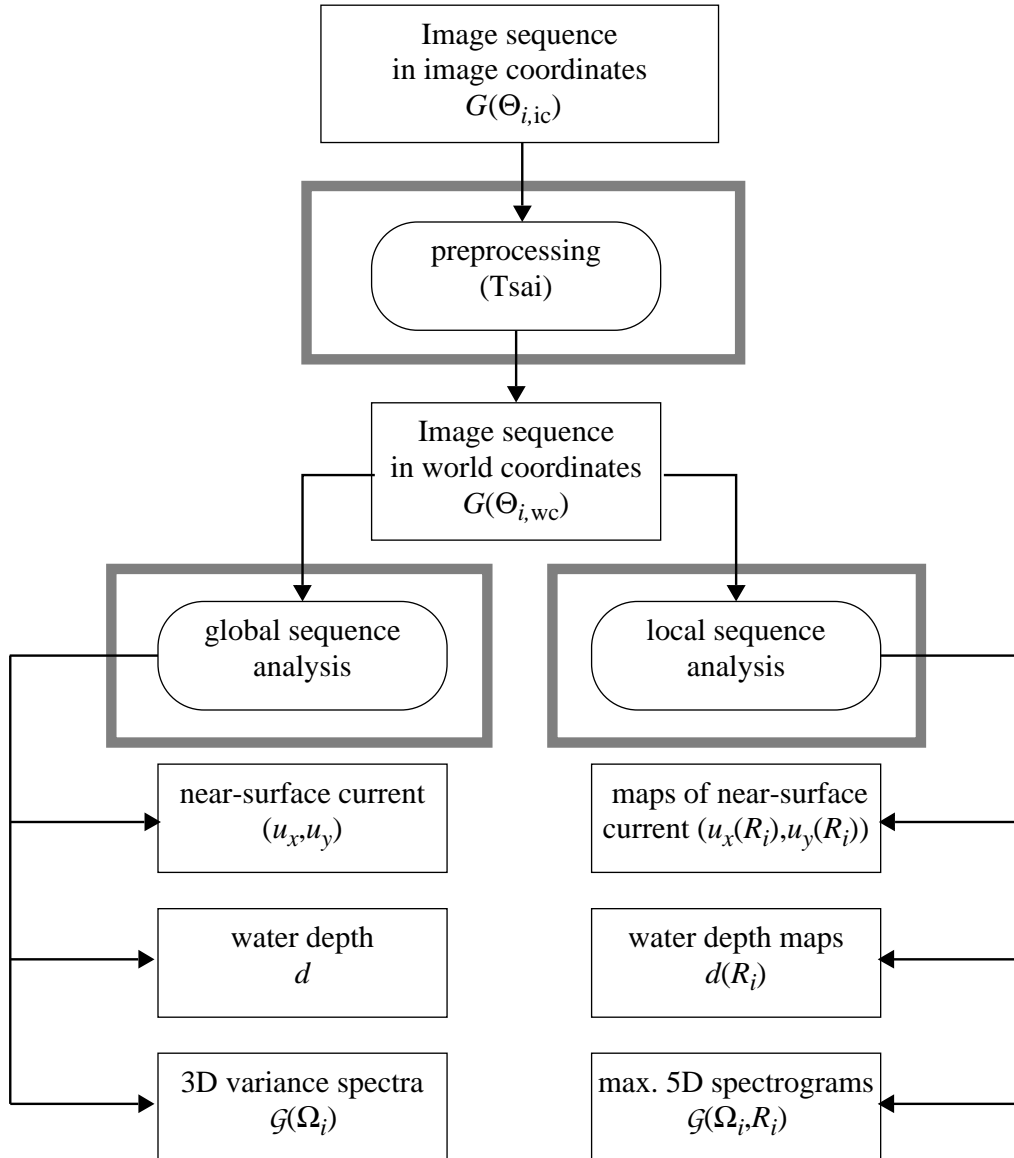 Image sequence
in image coordinates
G(Θi,ic)
preprocessing
(Tsai)
Image sequence
in world coordinates
G(Θi,wc)
global sequence
analysis
local sequence
analysis
near-surface current
(ux,uy)
maps of near-surface
current (ux(Ri),uy(Ri))
water depth
d
water depth maps
d(Ri)
3D variance spectra
𝒢(Ωi)
max. 5D spectrograms
𝒢(Ωi,Ri)